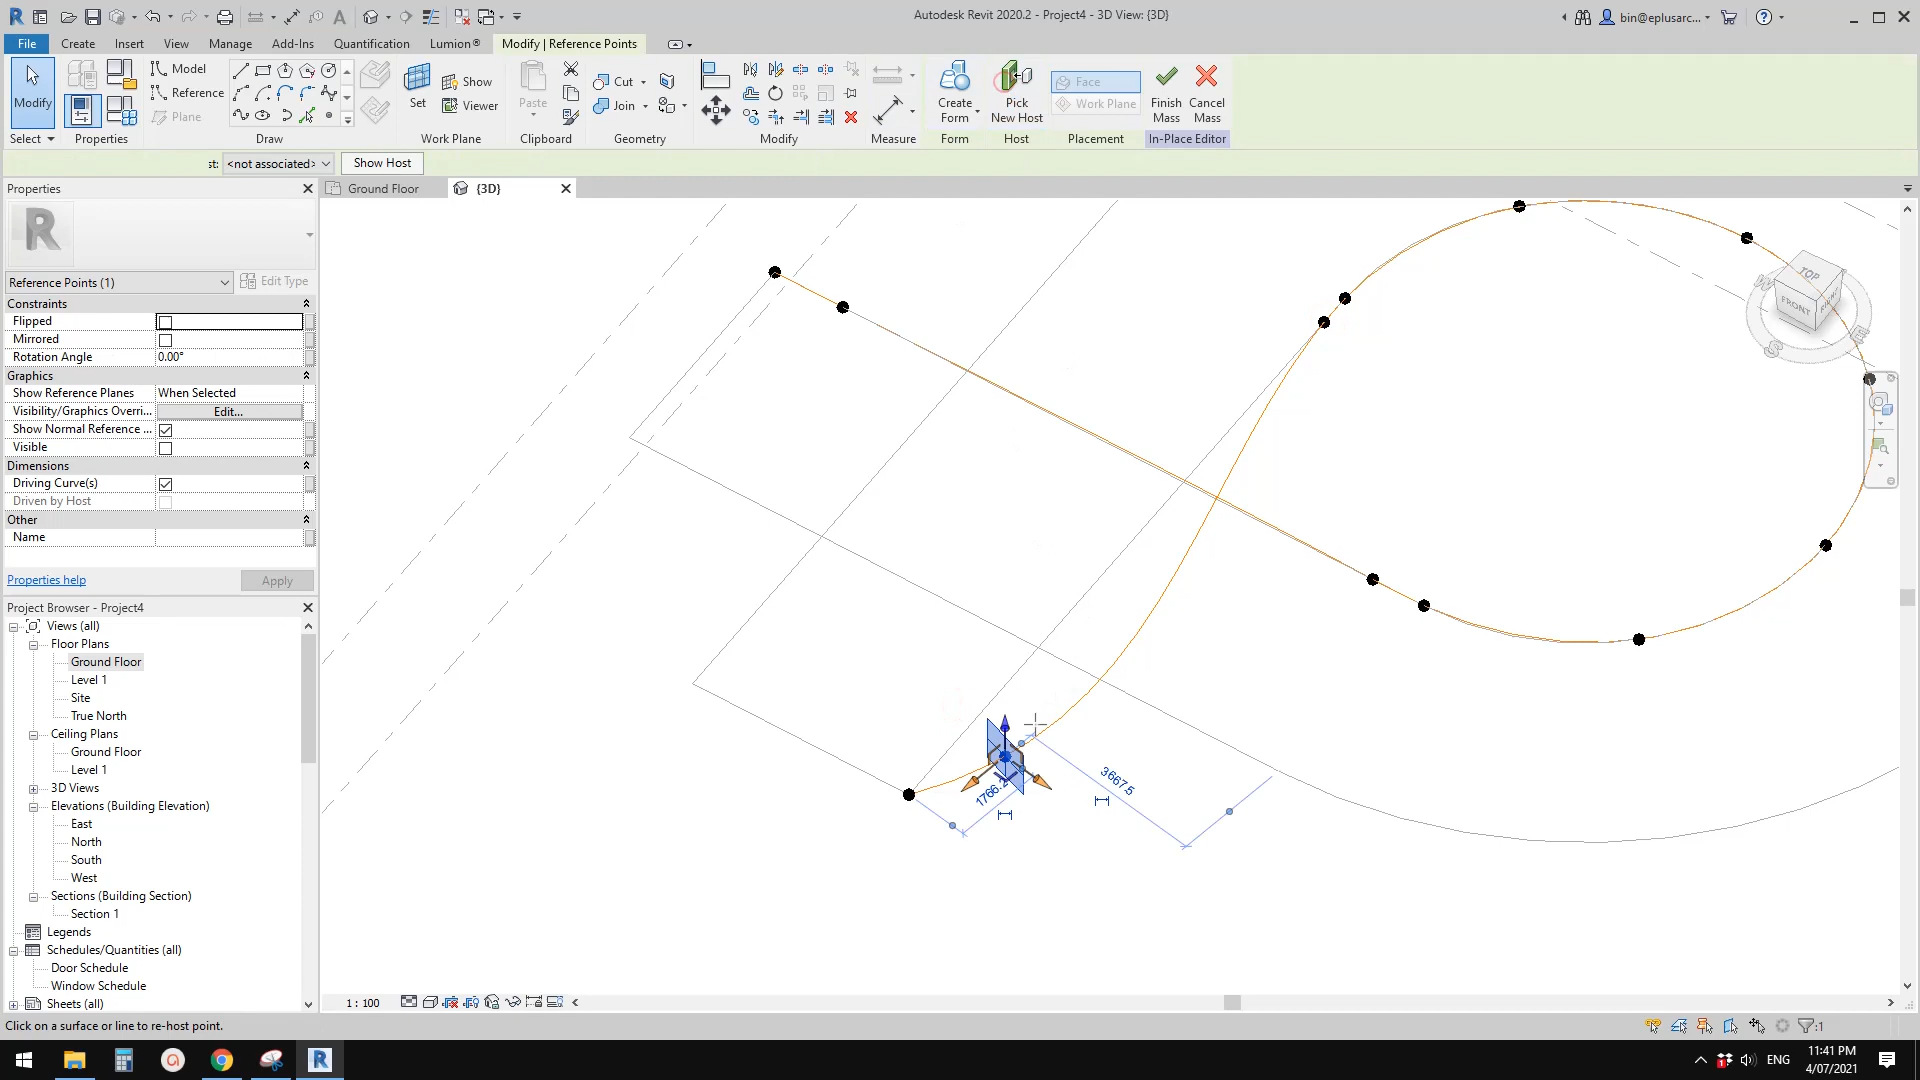 Autodesk Revit 2020.2 - Project4 - 3D View: {3D}
bin@eplusarc...
File
Create
Insert
View
Manage
Add-Ins
Quantification
Lumion®
Modify | Reference Points
Modify
Model
Reference
Plane
Set
Show
Viewer
Paste
Cut
Join
Create
Form
Pick
New Host
Face
Work Plane
Finish
Mass
Cancel
Mass
Select
Properties
Draw
Work Plane
Clipboard
Geometry
Modify
Measure
Form
Host
Placement
In-Place Editor
st:
<not associated>
Show Host
Properties
Ground Floor
{3D}
R
Reference Points (1)
Edit Type
Constraints
Flipped
Mirrored
Rotation Angle
0.00°
Graphics
Show Reference Planes
When Selected
Visibility/Graphics Overri...
Edit...
Show Normal Reference ...
Visible
Dimensions
Driving Curve(s)
Driven by Host
Other
Name
Properties help
Apply
Project Browser - Project4
Views (all)
Floor Plans
Ground Floor
Level 1
Site
True North
Ceiling Plans
Ground Floor
Level 1
3D Views
Elevations (Building Elevation)
East
North
South
West
Sections (Building Section)
Section 1
Legends
Schedules/Quantities (all)
Door Schedule
Window Schedule
Sheets (all)
TOP
FRONT
RIGHT
W
S
E
1766.2
3667.5
1 : 100
Click on a surface or line to re-host point.
:1
ENG
11:41 PM
4/07/2021